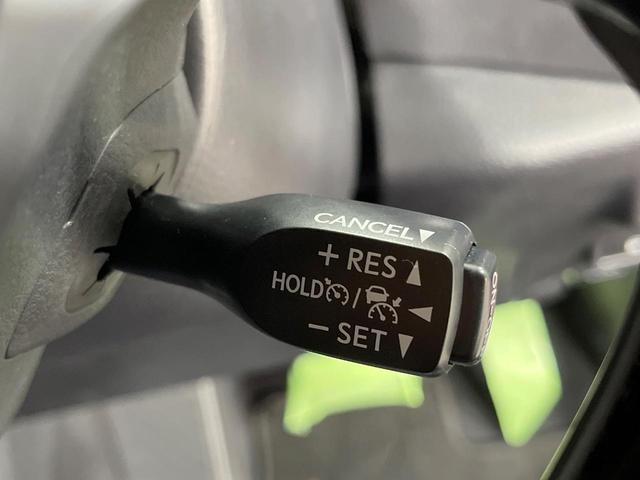 CANCEL▼
+ RES ▲
HOLD / ◀
− SET ▼